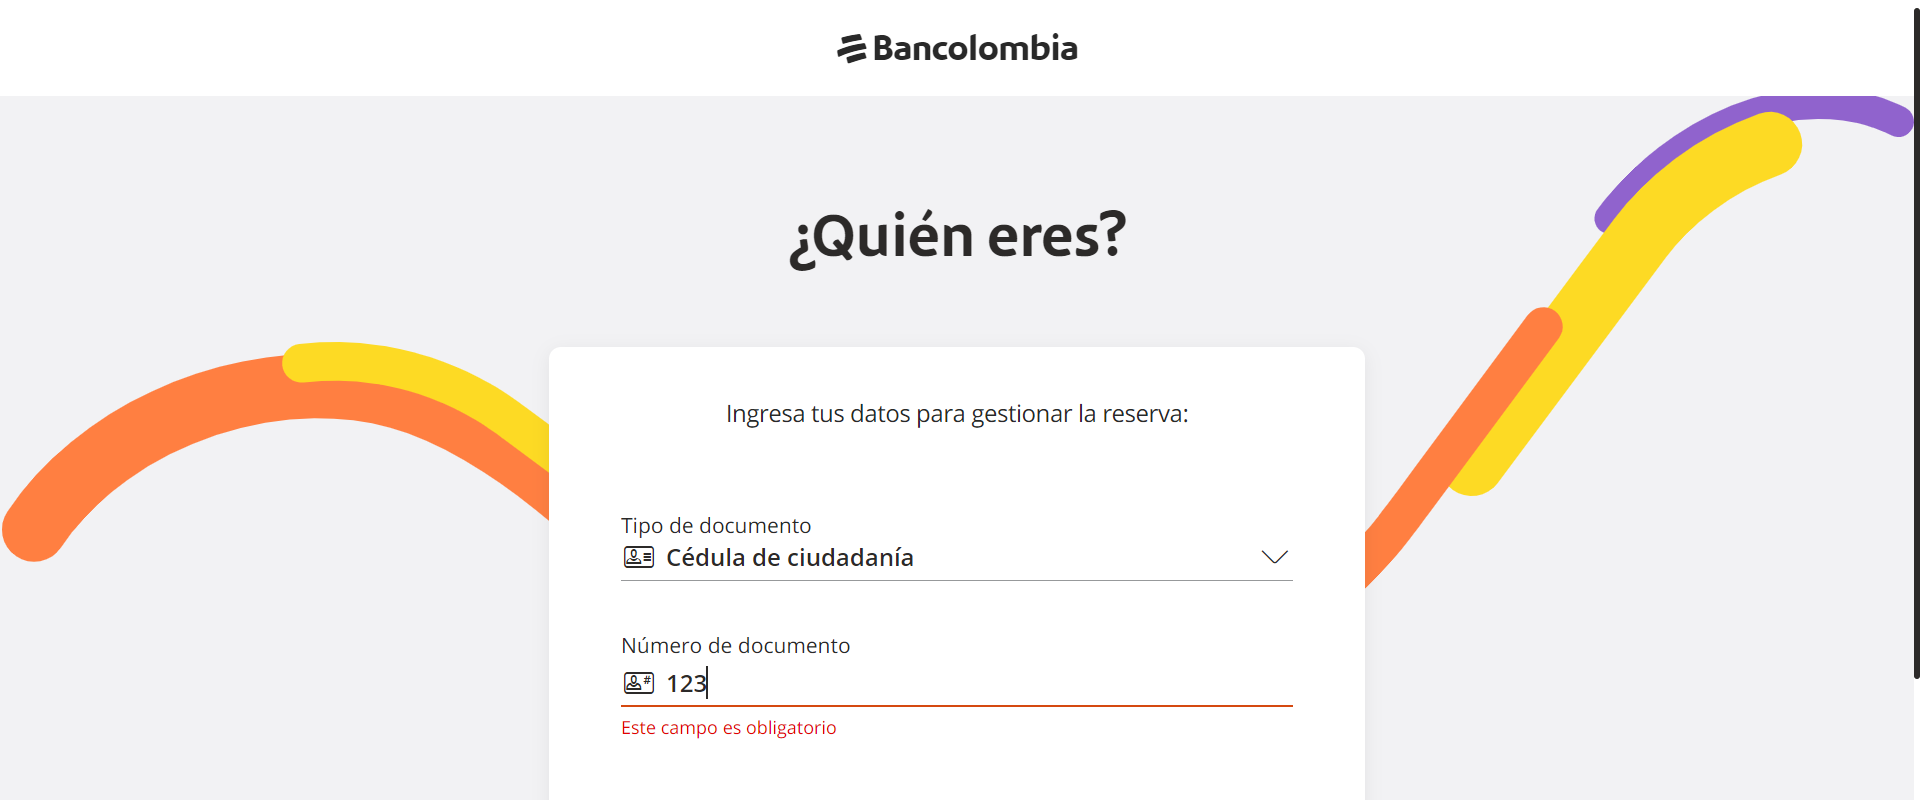 Bancolombia
¿Quién eres?
Ingresa tus datos para gestionar la reserva:
Tipo de documento
Cédula de ciudadanía
Número de documento
123
Este campo es obligatorio